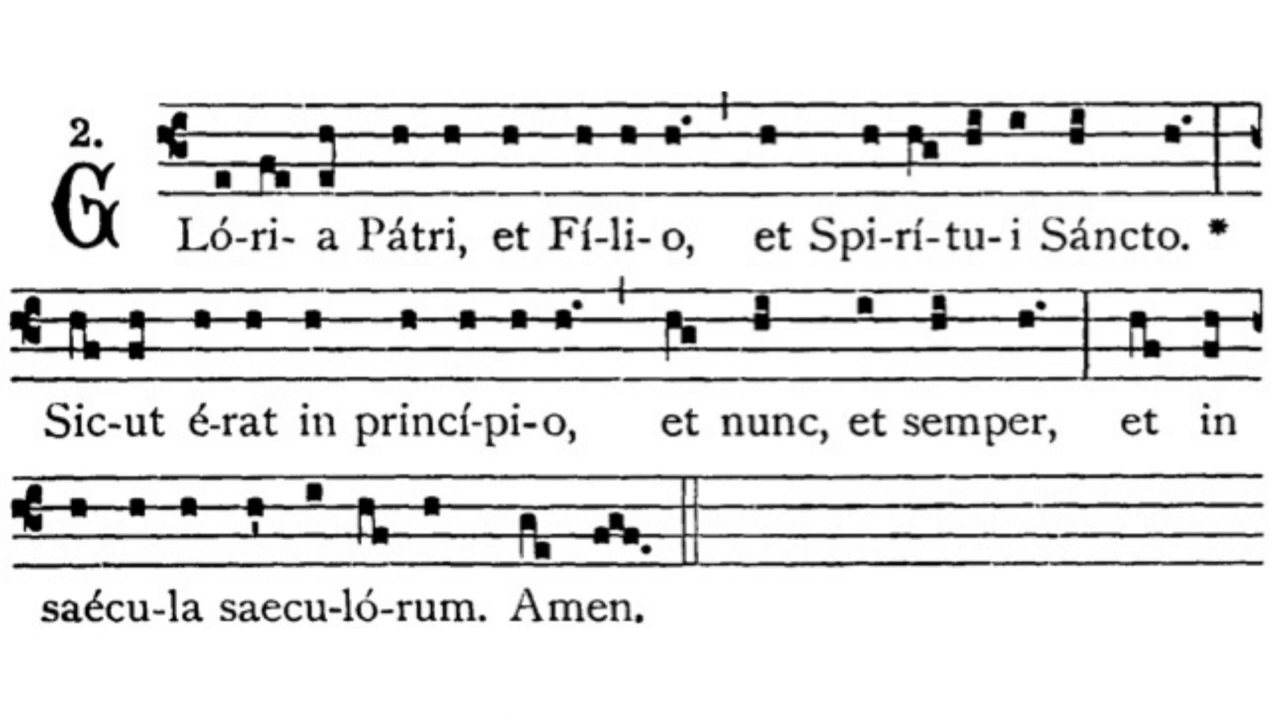 2.
GLó-ri- a Pátri, et Fí-li- o, et Spi-rí-tu- i Sáncto. *
Sic-ut é-rat in princí-pi-o, et nunc, et semper, et in
saécu-la saecu-ló-rum. Amen.